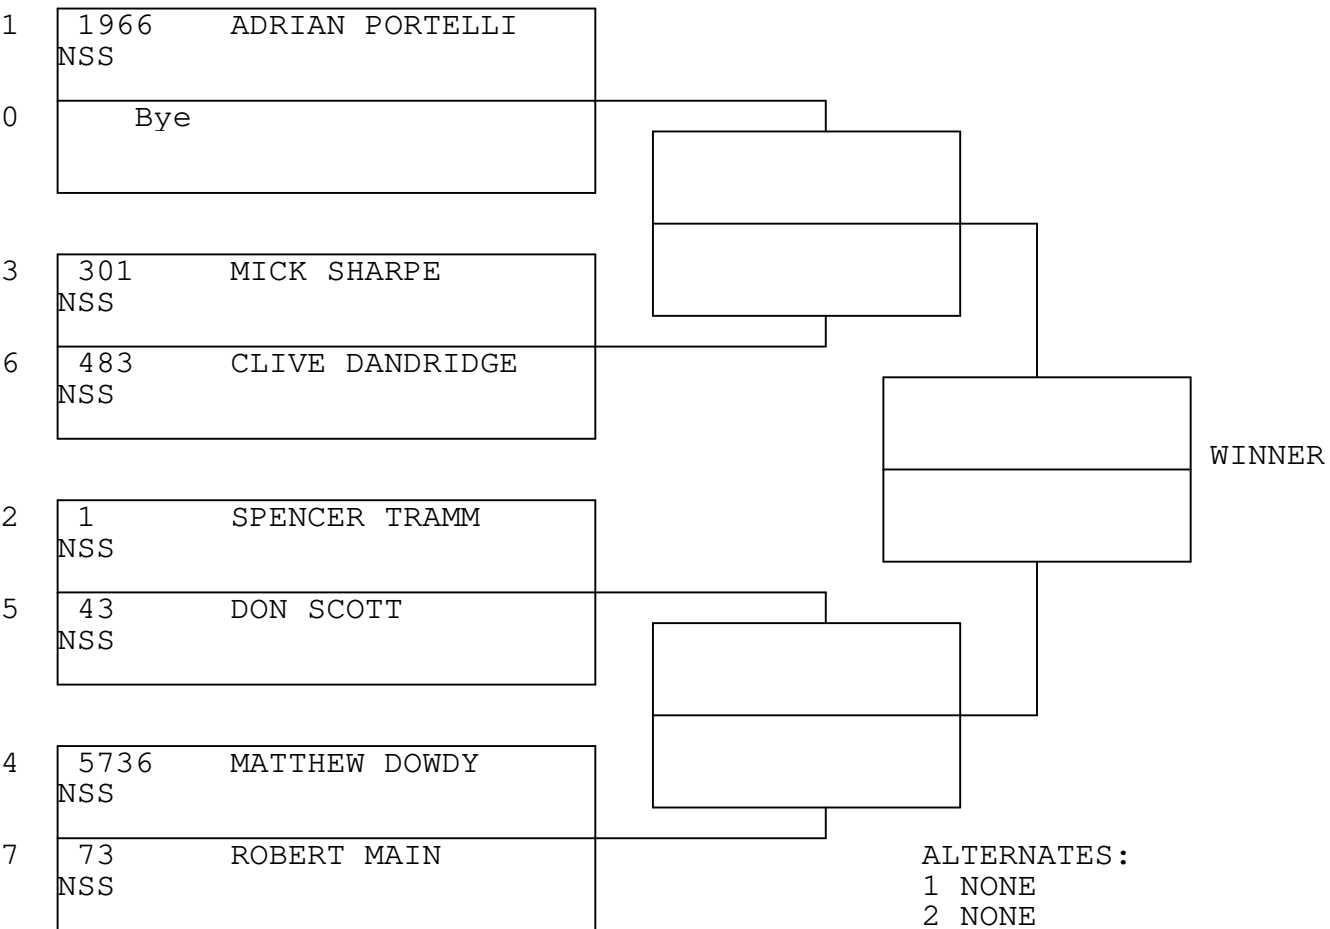 1 1966 ADRIAN PORTELLI
NSS
0 Bye
3 301 MICK SHARPE
NSS
6 483 CLIVE DANDRIDGE
NSS
WINNER
2 1 SPENCER TRAMM
NSS
5 43 DON SCOTT
NSS
4 5736 MATTHEW DOWDY
NSS
7 73 ROBERT MAIN
NSS
ALTERNATES:
1 NONE
2 NONE